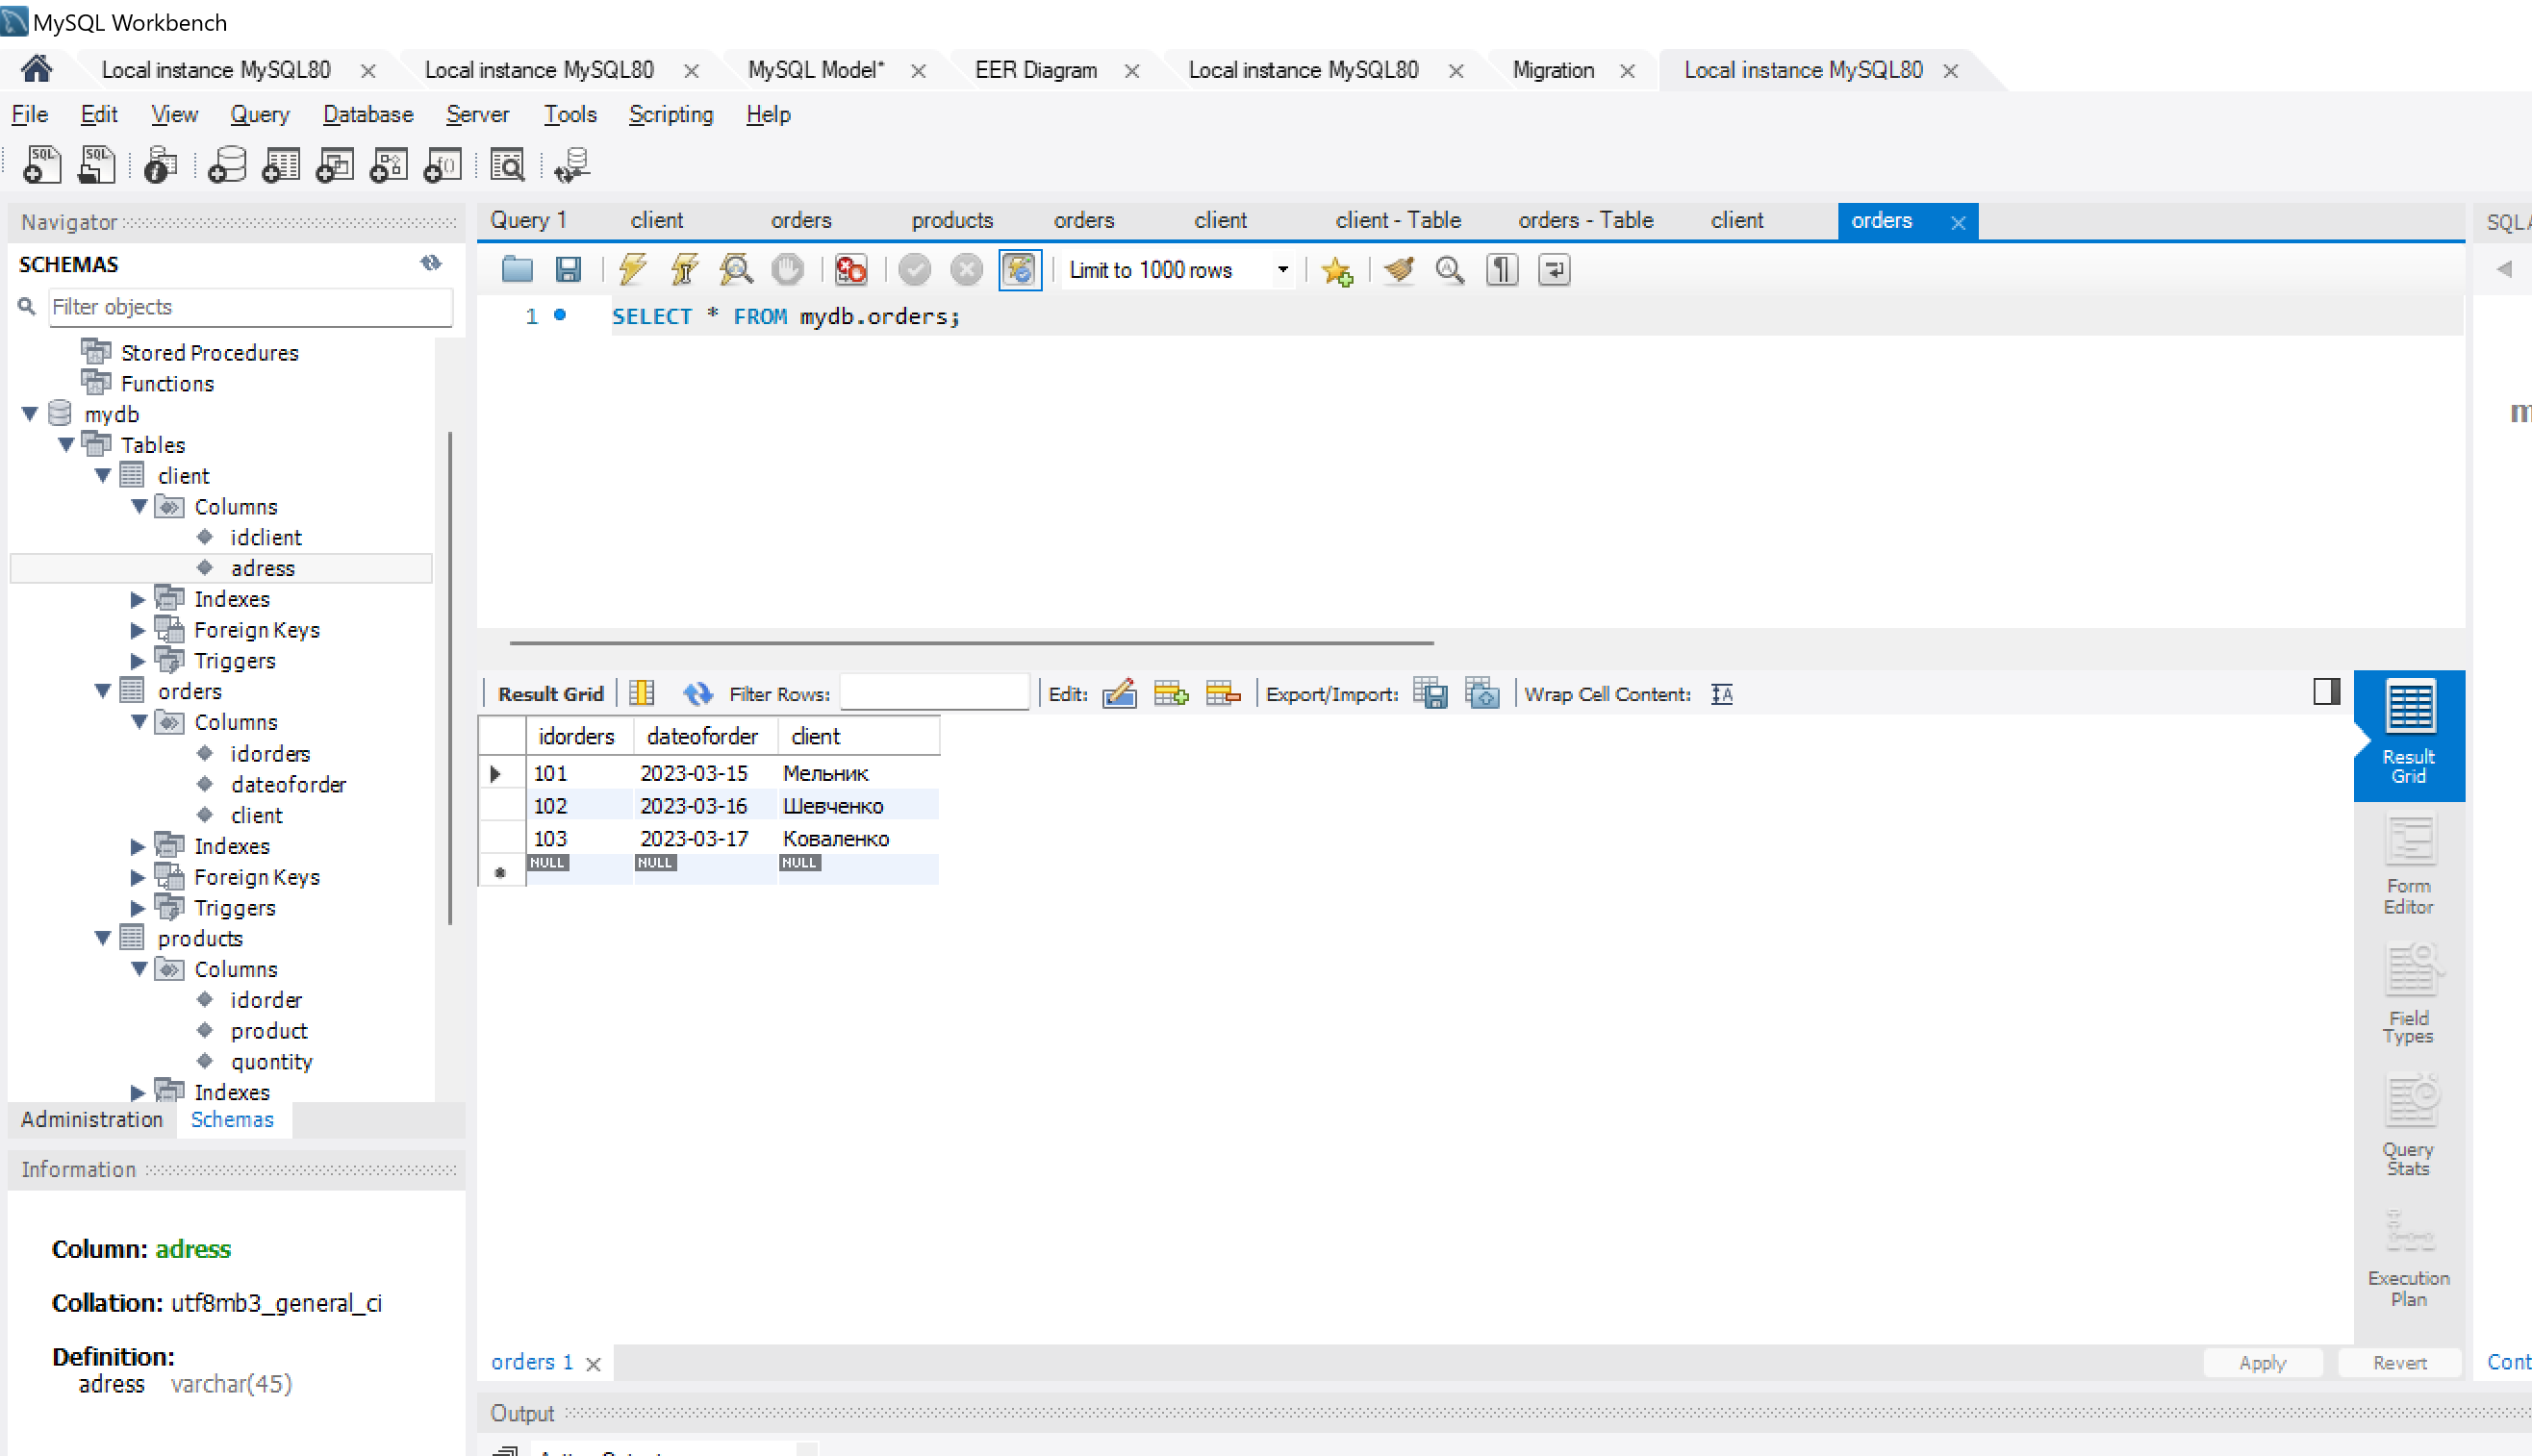 MySQL Workbench
Local instance MySQL80 Local instance MySQL80 MySQL Model* EER Diagram Local instance MySQL80 Migration Local instance MySQL80
File Edit View Query Database Server Tools Scripting Help
Navigator
SCHEMAS
Filter objects
Stored Procedures
Functions
mydb
Tables
client
Columns
idclient
adress
Indexes
Foreign Keys
Triggers
orders
Columns
idorders
dateoforder
client
Indexes
Foreign Keys
Triggers
products
Columns
idorder
product
quontity
Indexes
Administration Schemas
Information
Column: adress
Collation: utf8mb3_general_ci
Definition:
adress varchar(45)
Query 1 client orders products orders client client - Table orders - Table client orders
Limit to 1000 rows
1 SELECT * FROM mydb.orders;
Result Grid Filter Rows: Edit: Export/Import: Wrap Cell Content:
idorders dateoforder client
101 2023-03-15 Мельник
102 2023-03-16 Шевченко
103 2023-03-17 Коваленко
NULL NULL NULL
Result
Grid
Form
Editor
Field
Types
Query
Stats
Execution
Plan
orders 1
Apply Revert
Output